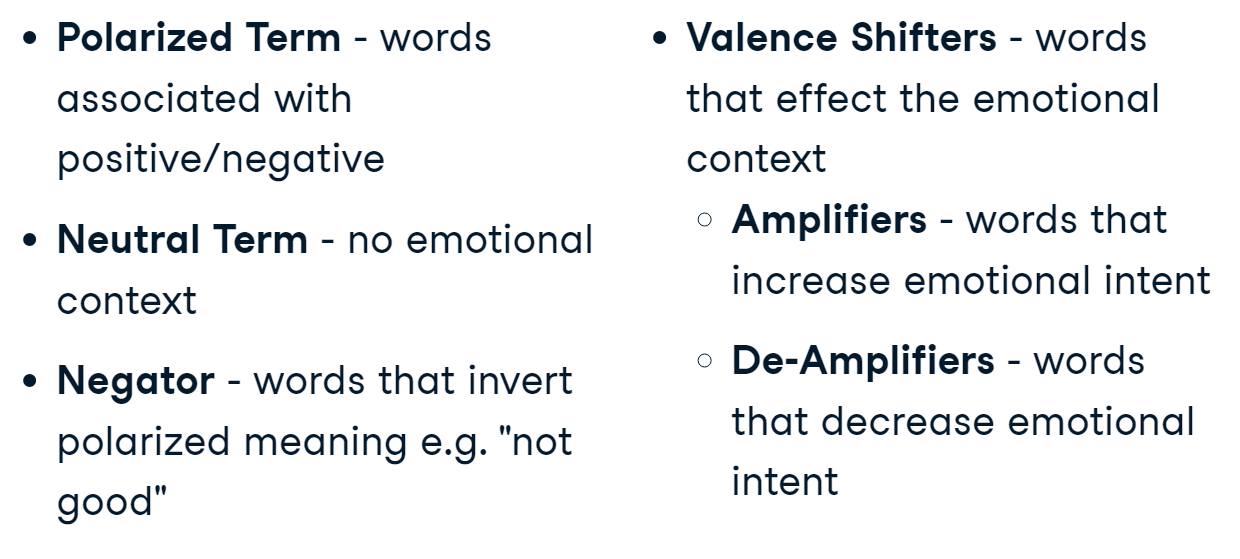 • Polarized Term - words
associated with
positive/negative
• Neutral Term - no emotional
context
• Negator - words that invert
polarized meaning e.g. "not
good"
• Valence Shifters - words
that effect the emotional
context
○ Amplifiers - words that
increase emotional intent
○ De-Amplifiers - words
that decrease emotional
intent